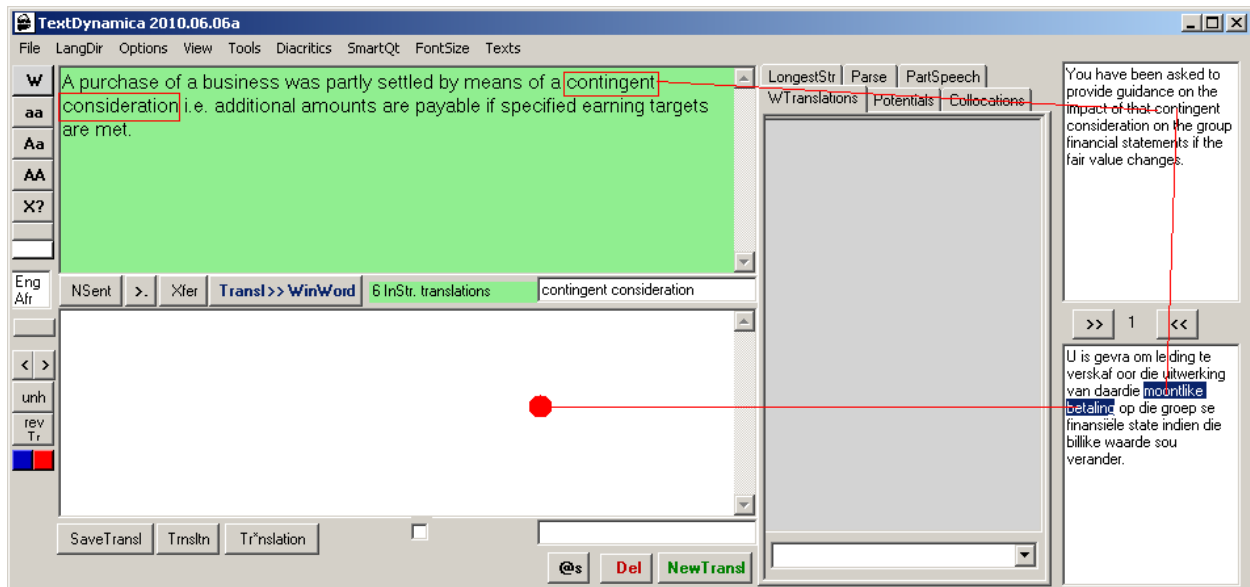 TextDynamica 2010.06.06a
File LangDir Options View Tools Diacritics SmartQt FontSize Texts
W
aa
Aa
AA
X?
Eng
Afr
< >
unh
rev
Tr
A purchase of a business was partly settled by means of a contingent
consideration i.e. additional amounts are payable if specified earning targets
are met.
NSent >. Xfer Transl>>WinWord 6 InStr. translations contingent consideration
SaveTransl Trnsltn Tr*nslation
@s Del NewTransl
LongestStr Parse PartSpeech
WTranslations Potentials Collocations
You have been asked to
provide guidance on the
impact of that contingent
consideration on the group
financial statements if the
fair value changes.
>> 1 <<
U is gevra om leiding te
verskaf oor die uitwerking
van daardie moontlike
betaling op die groep se
finansiële state indien die
billike waarde sou
verander.